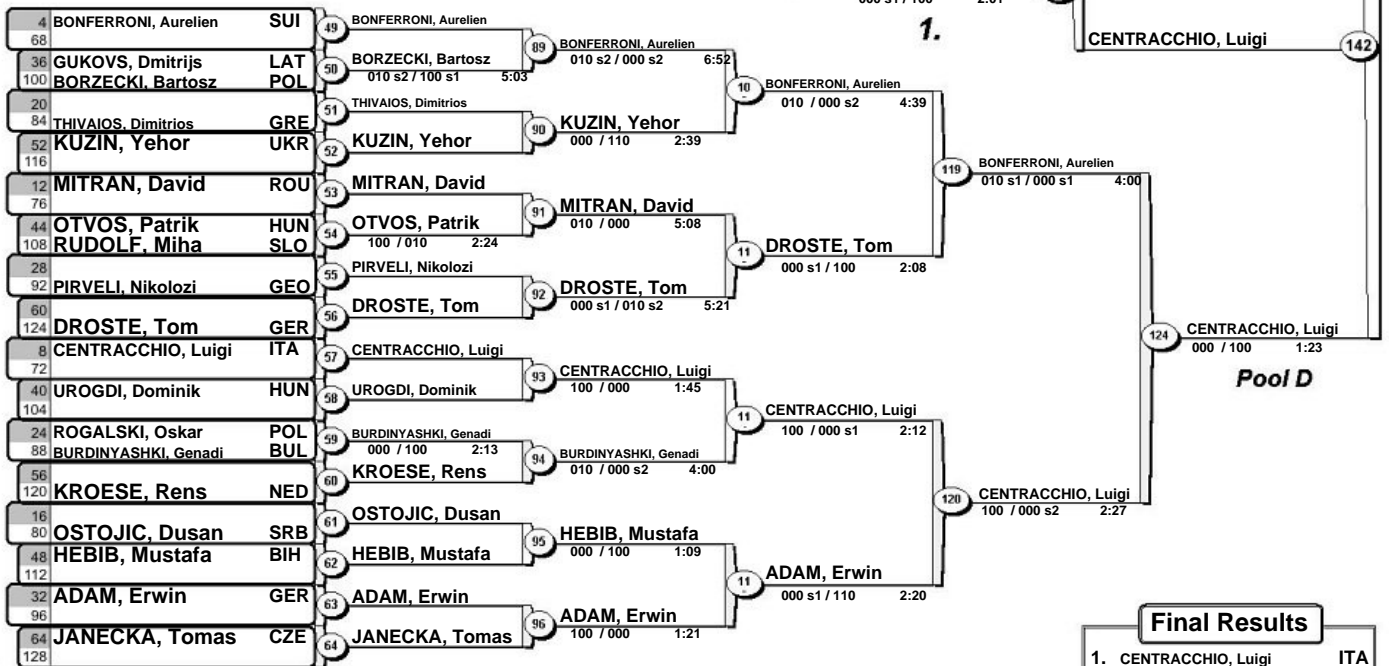 000 s1 / 100 2:01
1.
CENTRACCHIO, Luigi
142
4 BONFERRONI, Aurelien SUI
68
36 GUKOVS, Dmitrijs LAT
100 BORZECKI, Bartosz POL
20
84 THIVAIOS, Dimitrios GRE
52 KUZIN, Yehor UKR
116
12 MITRAN, David ROU
76
44 OTVOS, Patrik HUN
108 RUDOLF, Miha SLO
28
92 PIRVELI, Nikolozi GEO
60
124 DROSTE, Tom GER
8 CENTRACCHIO, Luigi ITA
72
40 UROGDI, Dominik HUN
104
24 ROGALSKI, Oskar POL
88 BURDINYASHKI, Genadi BUL
56
120 KROESE, Rens NED
16
80 OSTOJIC, Dusan SRB
48 HEBIB, Mustafa BIH
112
32 ADAM, Erwin GER
96
64 JANECKA, Tomas CZE
128
49 BONFERRONI, Aurelien
50 BORZECKI, Bartosz
010 s2 / 100 s1 5:03
51 THIVAIOS, Dimitrios
52 KUZIN, Yehor
53 MITRAN, David
54 OTVOS, Patrik
100 / 010 2:24
55 PIRVELI, Nikolozi
56 DROSTE, Tom
57 CENTRACCHIO, Luigi
58 UROGDI, Dominik
59 BURDINYASHKI, Genadi
000 / 100 2:13
60 KROESE, Rens
61 OSTOJIC, Dusan
62 HEBIB, Mustafa
63 ADAM, Erwin
64 JANECKA, Tomas
89 BONFERRONI, Aurelien
010 s2 / 000 s2 6:52
90 KUZIN, Yehor
000 / 110 2:39
91 MITRAN, David
010 / 000 5:08
92 DROSTE, Tom
000 s1 / 010 s2 5:21
93 CENTRACCHIO, Luigi
100 / 000 1:45
94 BURDINYASHKI, Genadi
010 / 000 s2 4:00
95 HEBIB, Mustafa
000 / 100 1:09
96 ADAM, Erwin
100 / 000 1:21
10 BONFERRONI, Aurelien
010 / 000 s2 4:39
11 DROSTE, Tom
000 s1 / 100 2:08
11 CENTRACCHIO, Luigi
100 / 000 s1 2:12
11 ADAM, Erwin
000 s1 / 110 2:20
119 BONFERRONI, Aurelien
010 s1 / 000 s1 4:00
120 CENTRACCHIO, Luigi
100 / 000 s2 2:27
124 CENTRACCHIO, Luigi
000 / 100 1:23
Pool D
Final Results
1. CENTRACCHIO, Luigi ITA